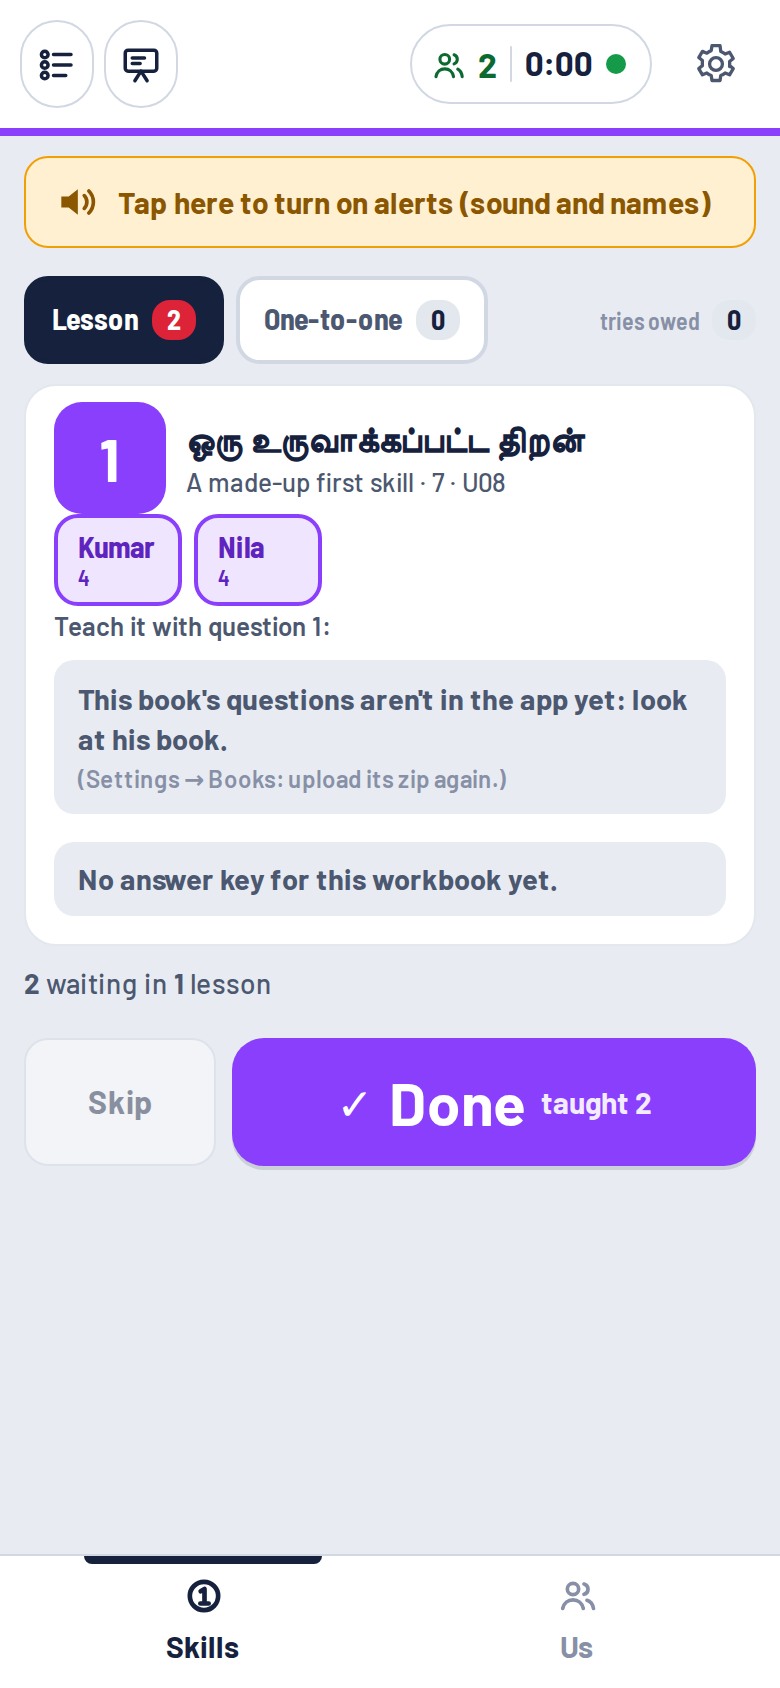 2 0:00
Tap here to turn on alerts (sound and names)
Lesson 2 One-to-one 0 tries owed 0
1 ஒரு உருவாக்கப்பட்ட திறன்
A made-up first skill · 7 · U08
Kumar Nila
4 4
Teach it with question 1:
This book's questions aren't in the app yet: look
at his book.
(Settings → Books: upload its zip again.)
No answer key for this workbook yet.
2 waiting in 1 lesson
Skip ✓ Done taught 2
1
Skills Us